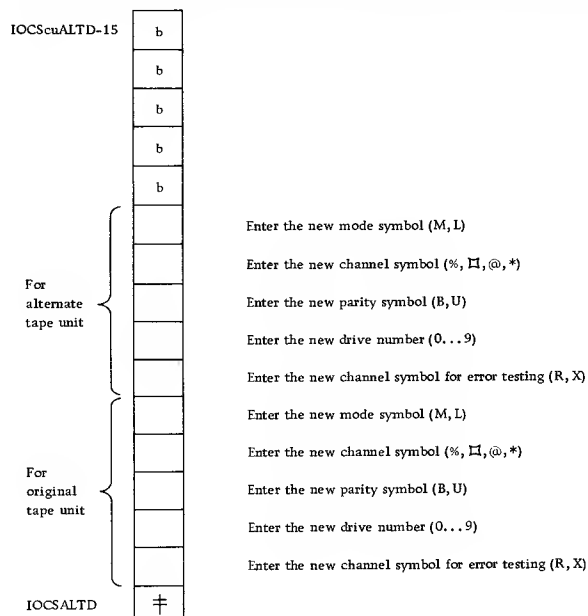 IOCScuALTD-15 b
b
b
b
b
For
alternate
tape unit
Enter the new mode symbol (M, L)
Enter the new channel symbol (%, ⌑, @, *)
Enter the new parity symbol (B, U)
Enter the new drive number (0...9)
Enter the new channel symbol for error testing (R, X)
For
original
tape unit
Enter the new mode symbol (M, L)
Enter the new channel symbol (%, ⌑, @, *)
Enter the new parity symbol (B, U)
Enter the new drive number (0...9)
Enter the new channel symbol for error testing (R, X)
IOCSALTD ‡